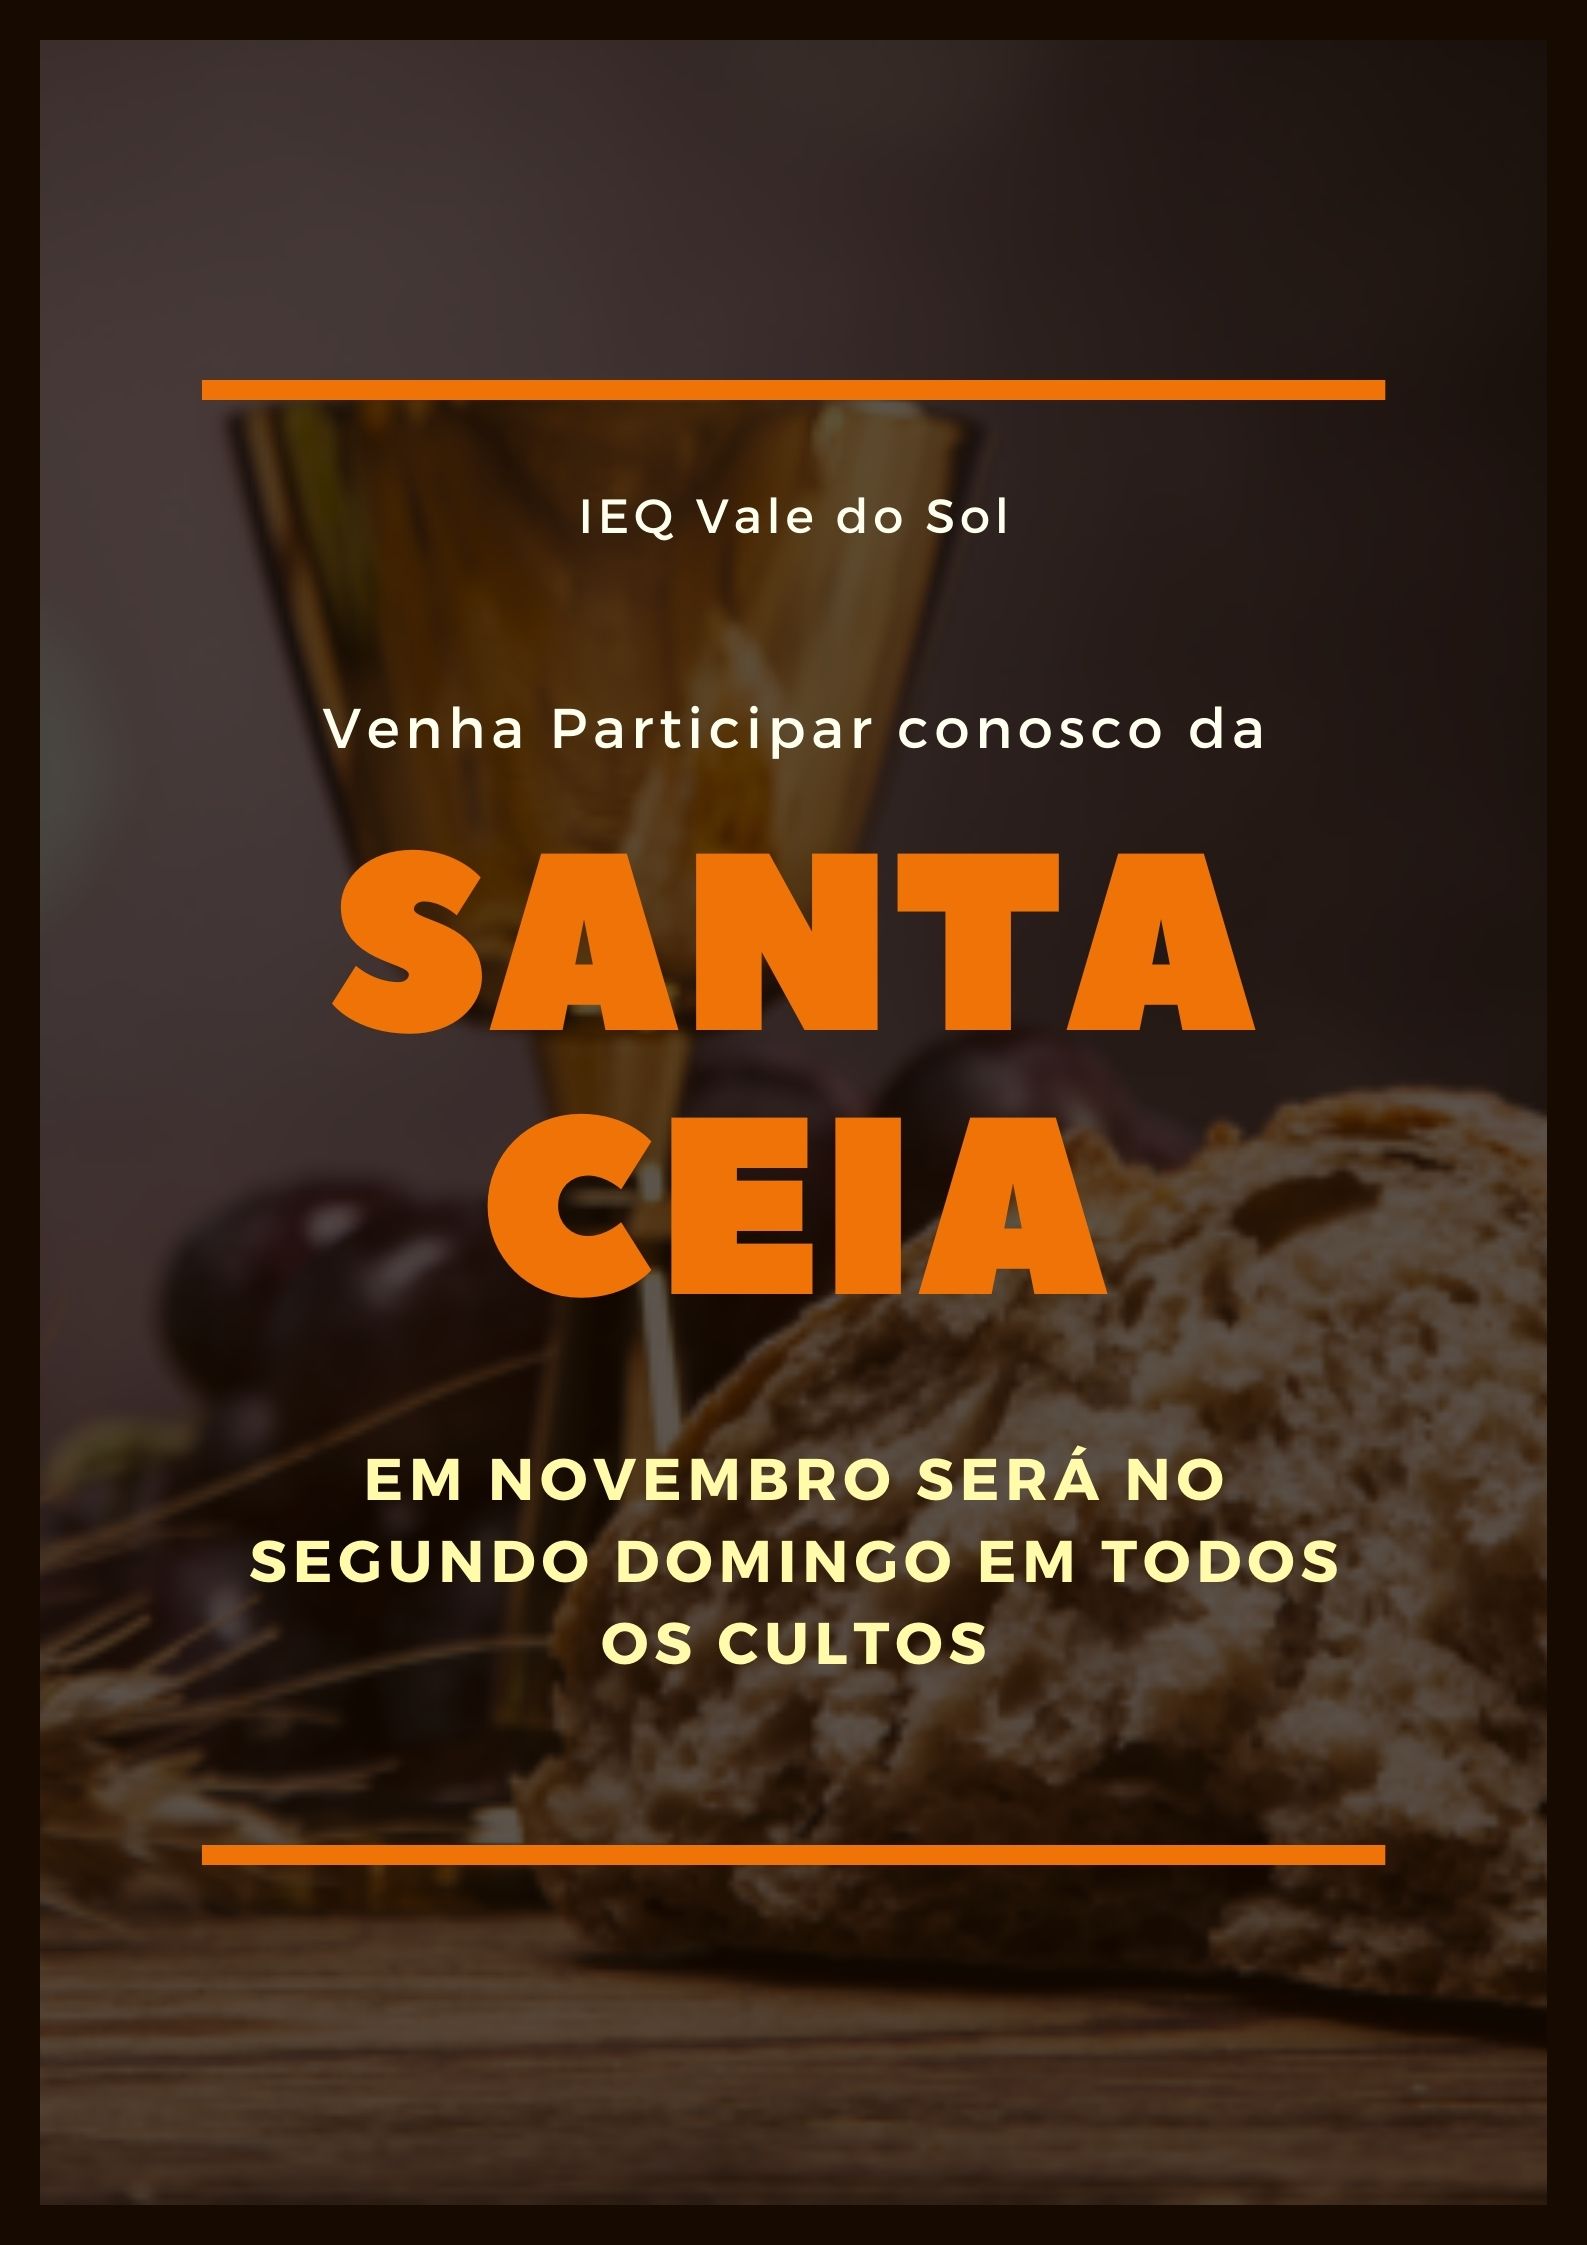 IEQ Vale do Sol
Venha Participar conosco da
SANTA
CEIA
EM NOVEMBRO SERÁ NO
SEGUNDO DOMINGO EM TODOS
OS CULTOS